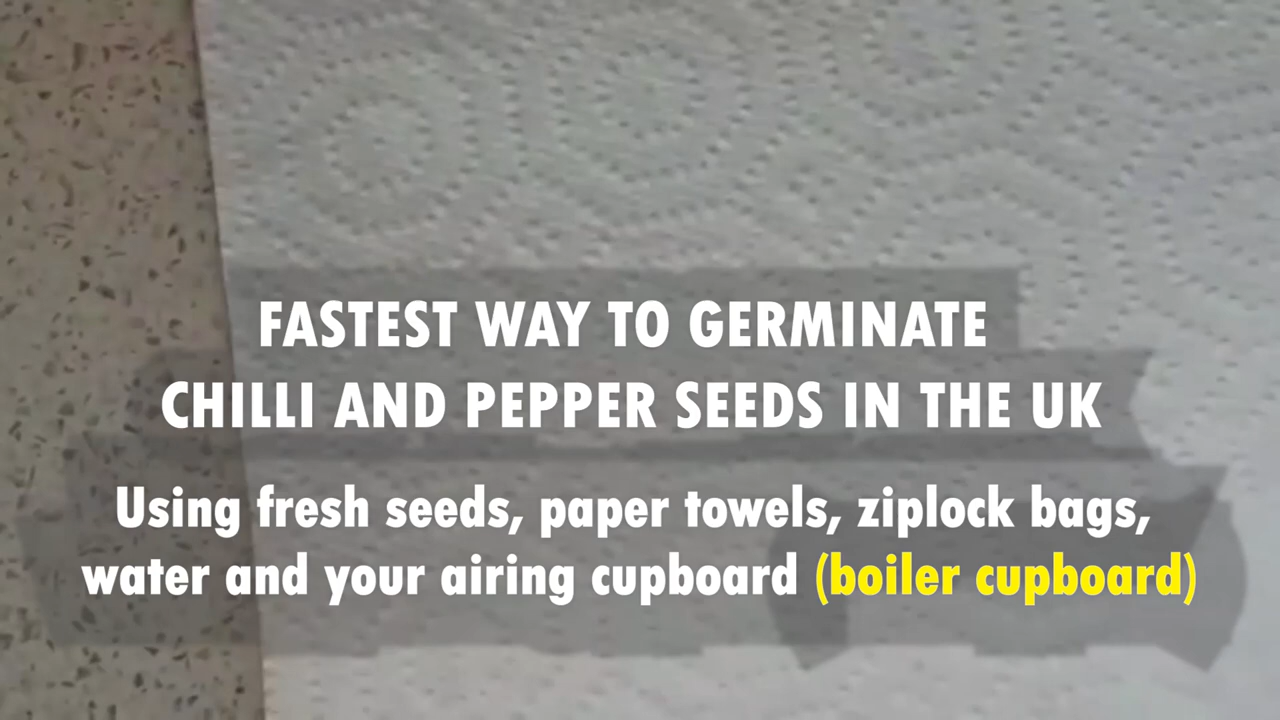 FASTEST WAY TO GERMINATE
CHILLI AND PEPPER SEEDS IN THE UK
Using fresh seeds, paper towels, ziplock bags,
water and your airing cupboard (boiler cupboard)